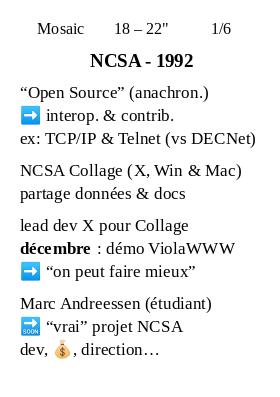 Mosaic 18 – 22" 1/6
NCSA - 1992
“Open Source” (anachron.)
➡️ interop. & contrib.
ex: TCP/IP & Telnet (vs DECNet)
NCSA Collage (X, Win & Mac)
partage données & docs
lead dev X pour Collage
décembre : démo ViolaWWW
➡️ “on peut faire mieux”
Marc Andreessen (étudiant)
🔜 “vrai” projet NCSA
dev, 💰, direction…